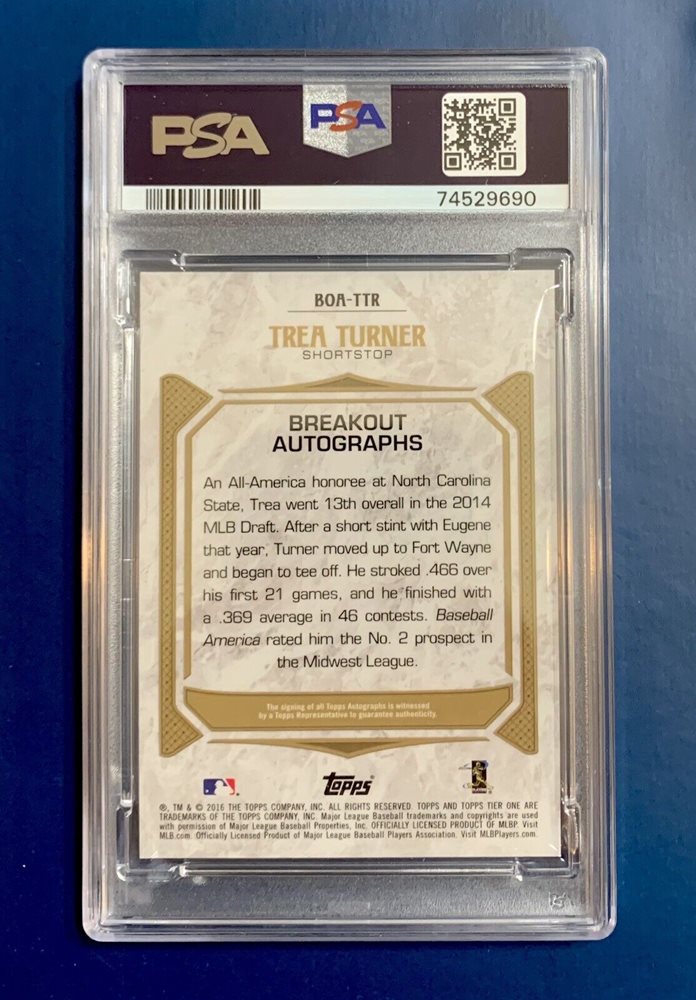 PSA
PSA
74529690
BOA-TTR
TREA TURNER
SHORTSTOP
BREAKOUT
AUTOGRAPHS
An All-America honoree at North Carolina
State, Trea went 13th overall in the 2014
MLB Draft. After a short stint with Eugene
that year, Turner moved up to Fort Wayne
and began to tee off. He stroked .466 over
his first 21 games, and he finished with
a .369 average in 46 contests. Baseball
America rated him the No. 2 prospect in
the Midwest League.
The signing of all Topps Autographs is witnessed
by a Topps Representative to guarantee authenticity.
Topps
®, TM & © 2016 THE TOPPS COMPANY, INC. ALL RIGHTS RESERVED. TOPPS AND TOPPS TIER ONE ARE
TRADEMARKS OF THE TOPPS COMPANY, INC. Major League Baseball trademarks and copyrights are used
with permission of Major League Baseball Properties, Inc. OFFICIALLY LICENSED PRODUCT OF MLBP Visit
MLB.com. Officially Licensed Product of Major League Baseball Players Association. Visit MLBPlayers.com.